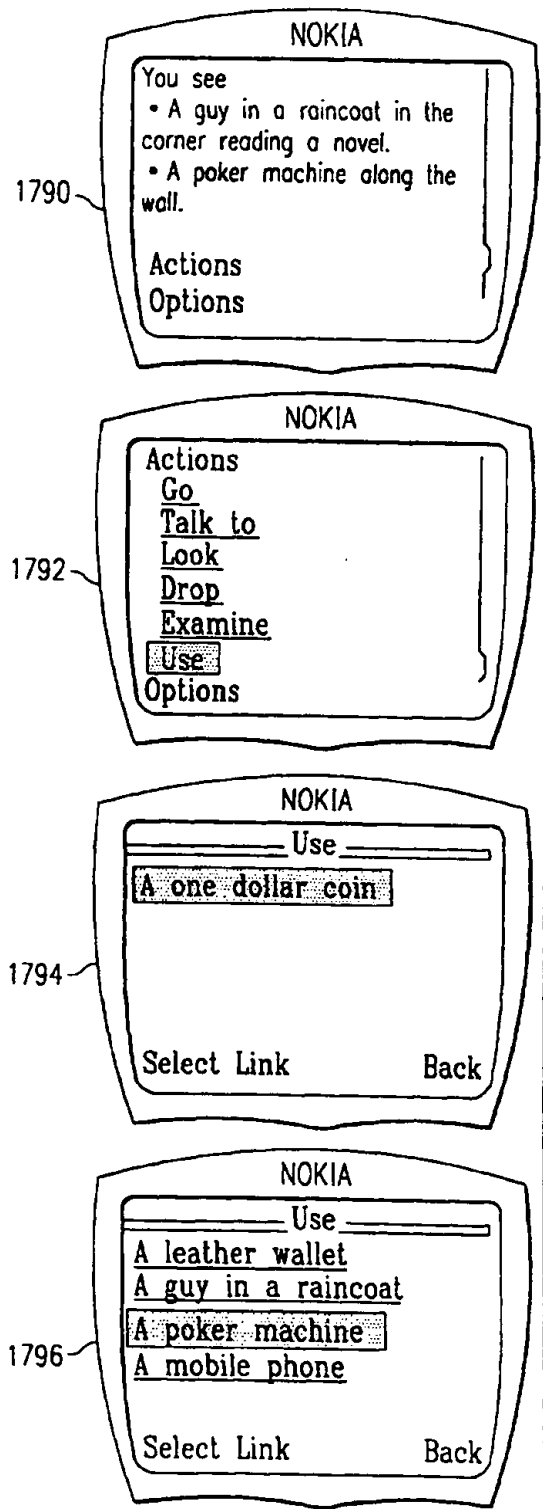 NOKIA
You see
• A guy in a raincoat in the
corner reading a novel.
• A poker machine along the
wall.
1790
Actions
Options
NOKIA
Actions
Go
Talk to
Look
1792
Drop
Examine
Use
Options
NOKIA
Use
A one dollar coin
1794
Select Link Back
NOKIA
Use
A leather wallet
A guy in a raincoat
A poker machine
1796
A mobile phone
Select Link Back